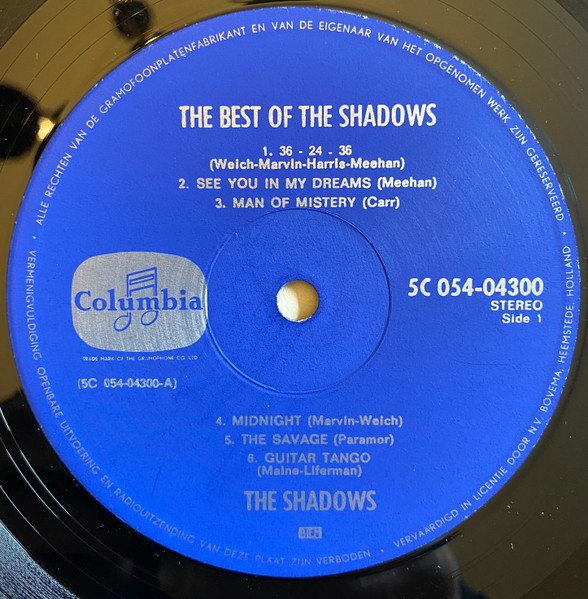 ALLE RECHTEN VAN DE GRAMOFOONPLATENFABRIKANT EN VAN DE EIGENAAR VAN HET OPGENOMEN WERK ZIJN GERESERVEERD
THE BEST OF THE SHADOWS
1. 36 - 24 - 36
(Welch-Marvin-Harris-Meehan)
2. SEE YOU IN MY DREAMS (Meehan)
3. MAN OF MISTERY (Carr)
Columbia
TRADE MARK OF THE GRAMOPHONE CO. LTD
(5C 054-04300-A)
5C 054-04300
STEREO
Side 1
4. MIDNIGHT (Marvin-Welch)
5. THE SAVAGE (Paramor)
6. GUITAR TANGO
(Maine-Liferman)
THE SHADOWS
VERMENIGVULDIGING OPENBARE UITVOERING EN RADIOUITZENDING VAN DEZE PLAAT ZIJN VERBODEN
VERVAARDIGD IN LICENTIE DOOR N.V. BOVEMA, HEEMSTEDE, HOLLAND